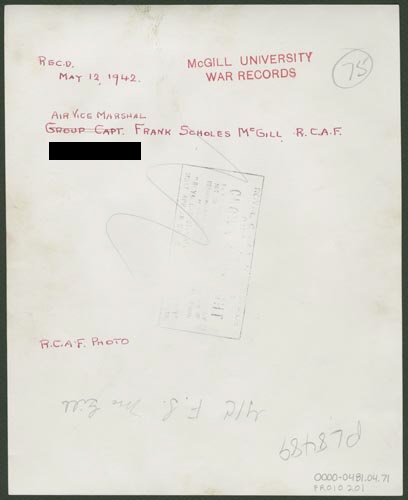 REC.D.
MAY 12, 1942.
McGILL UNIVERSITY
WAR RECORDS
75
AIR VICE MARSHAL
GROUP CAPT. FRANK SCHOLES McGILL R.C.A.F.
R.C.A.F. PHOTO
G/C F. S. McGill
PL8489
0000-0481.04.71
PR010201